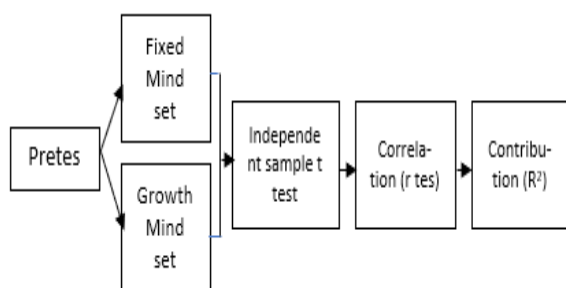 Pretes
Fixed
Mind
set
Growth
Mind
set
Independe
nt sample t
test
Correla-
tion (r tes)
Contribu-
tion (R²)